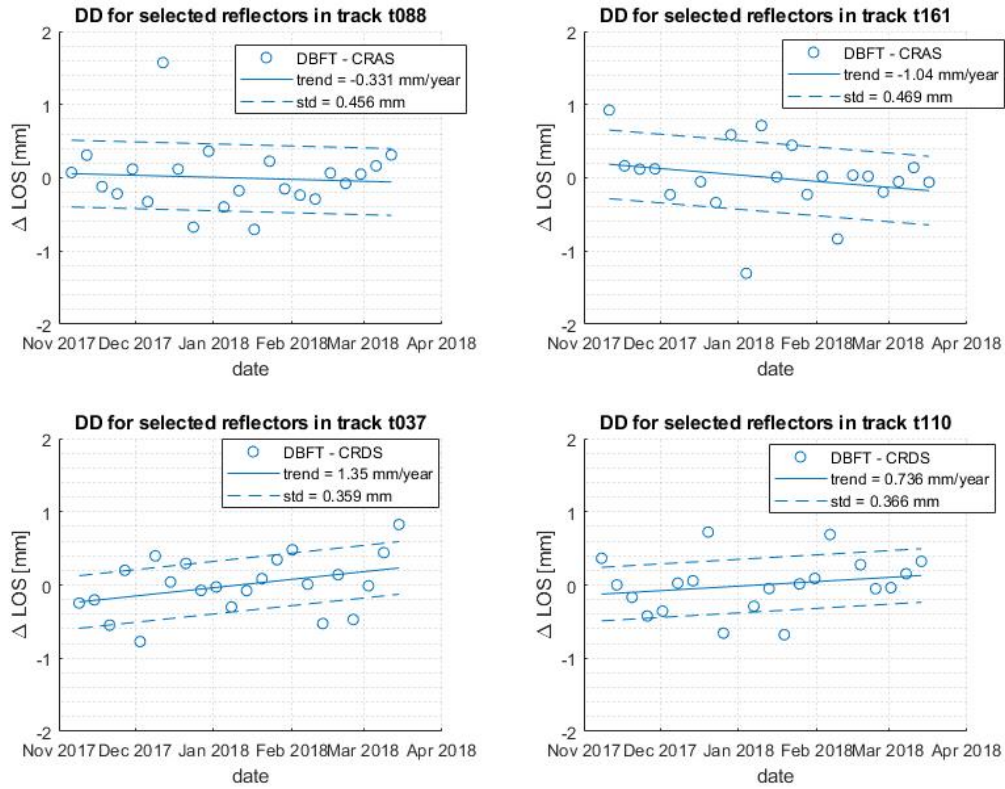 DD for selected reflectors in track t088
2
1
0
-1
-2
Δ LOS [mm]
DBFT - CRAS
trend = -0.331 mm/year
std = 0.456 mm
Nov 2017 Dec 2017 Jan 2018 Feb 2018 Mar 2018 Apr 2018
date
DD for selected reflectors in track t161
2
1
0
-1
-2
Δ LOS [mm]
DBFT - CRAS
trend = -1.04 mm/year
std = 0.469 mm
Nov 2017 Dec 2017 Jan 2018 Feb 2018 Mar 2018 Apr 2018
date
DD for selected reflectors in track t037
2
1
0
-1
-2
Δ LOS [mm]
DBFT - CRDS
trend = 1.35 mm/year
std = 0.359 mm
Nov 2017 Dec 2017 Jan 2018 Feb 2018 Mar 2018 Apr 2018
date
DD for selected reflectors in track t110
2
1
0
-1
-2
Δ LOS [mm]
DBFT - CRDS
trend = 0.736 mm/year
std = 0.366 mm
Nov 2017 Dec 2017 Jan 2018 Feb 2018 Mar 2018 Apr 2018
date